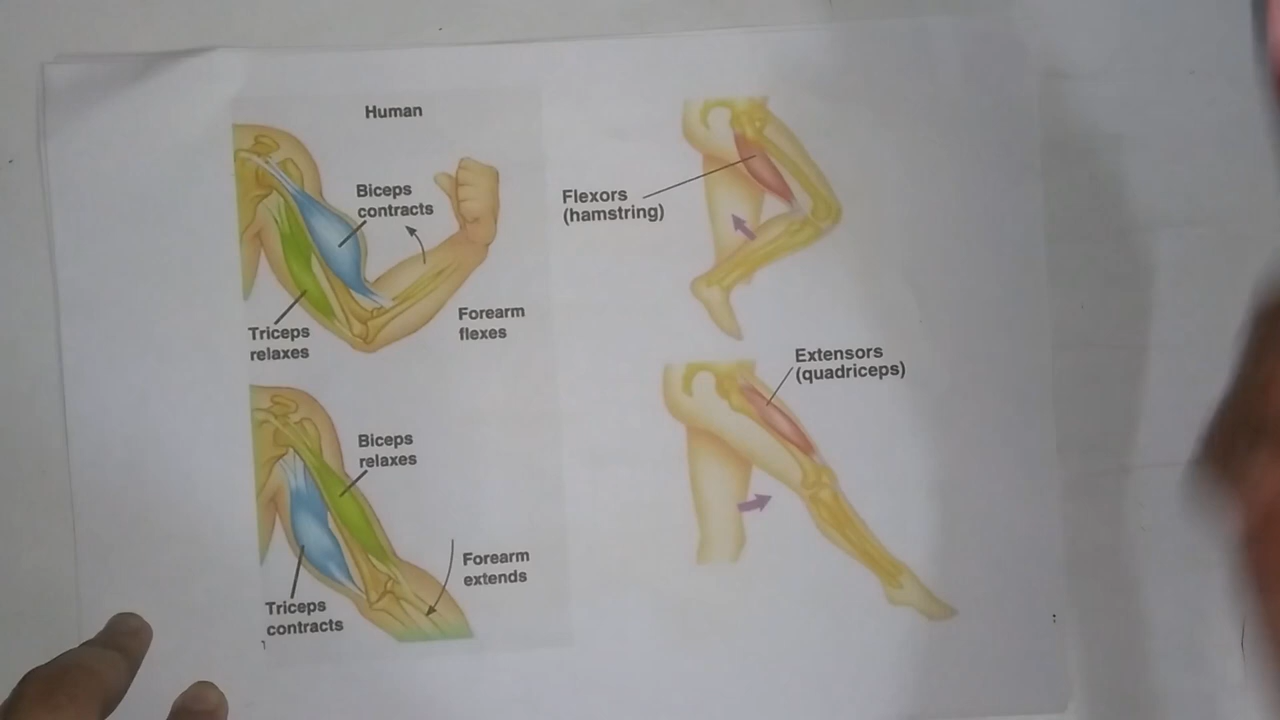 Human
Biceps
contracts
Triceps
relaxes
Forearm
flexes
Biceps
relaxes
Triceps
contracts
Forearm
extends
Flexors
(hamstring)
Extensors
(quadriceps)